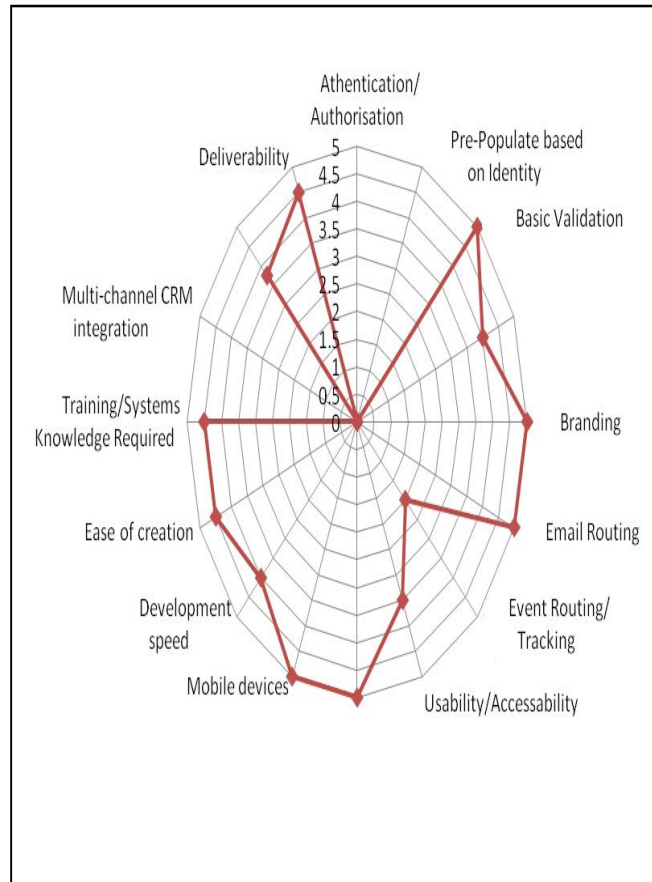 Athentication/
Authorisation
Pre-Populate based
on Identity
Basic Validation
Branding
Email Routing
Event Routing/
Tracking
Usability/Accessability
Mobile devices
Development
speed
Ease of creation
Training/Systems
Knowledge Required
Multi-channel CRM
integration
Deliverability
5
4.5
4
3.5
3
2.5
2
1.5
1
0.5
0